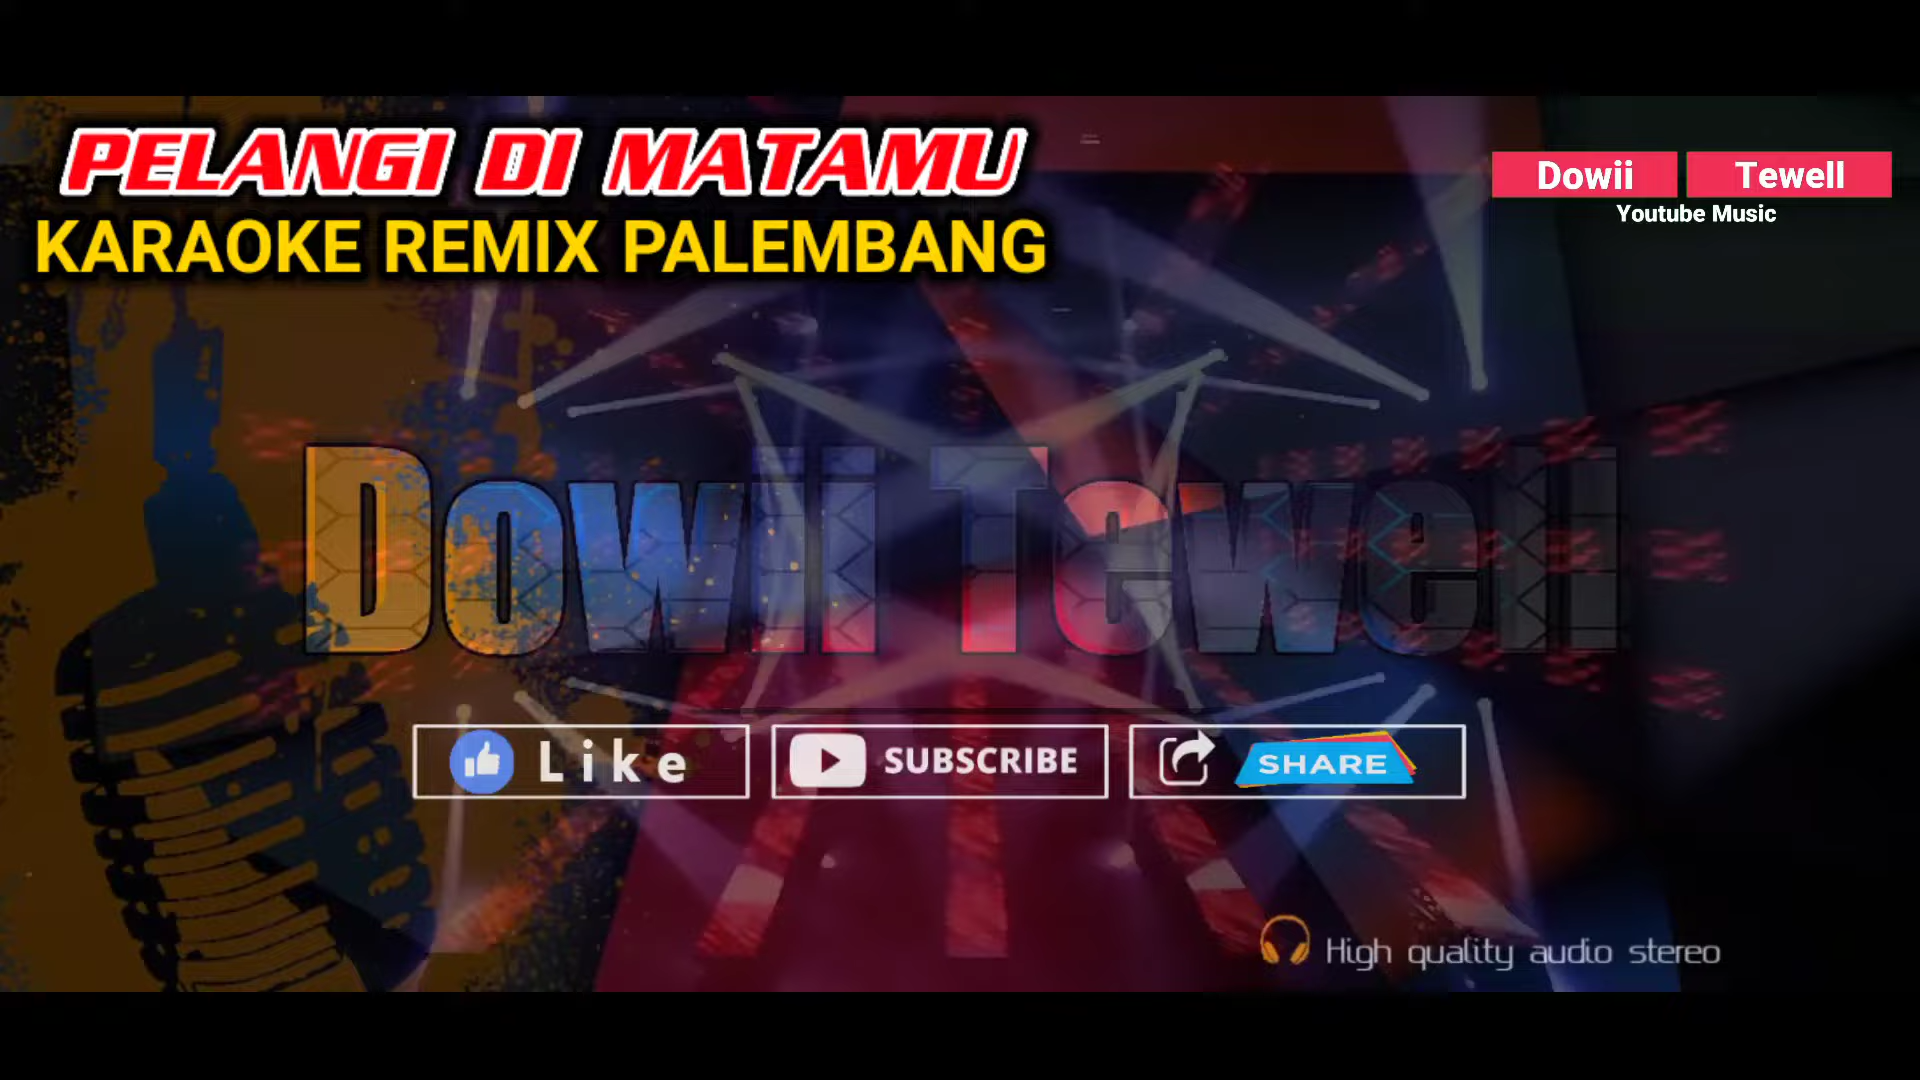 PELANGI DI MATAMU
KARAOKE REMIX PALEMBANG
Dowii Tewell
Youtube Music
Dowii Tewell
Like SUBSCRIBE SHARE
High quality audio stereo